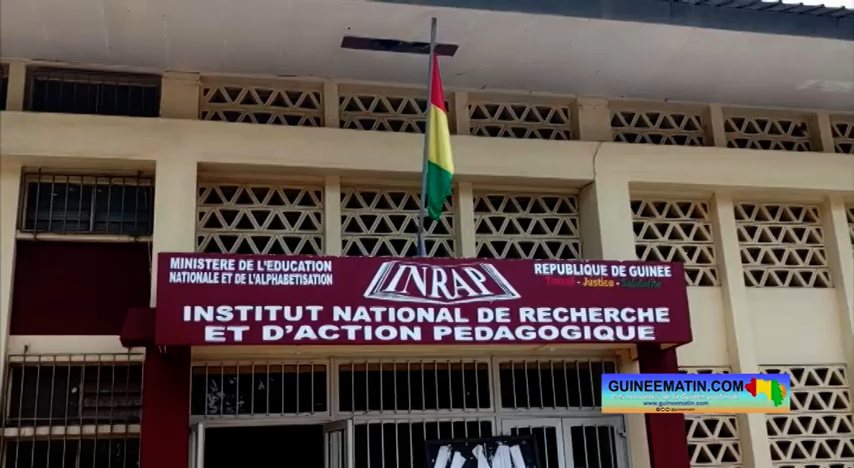 MINISTERE DE L'EDUCATION
NATIONALE ET DE L'ALPHABETISATION
INRAP
REPUBLIQUE DE GUINEE
Travail - Justice - Solidarité
INSTITUT NATIONAL DE RECHERCHE
ET D'ACTION PEDAGOGIQUE
GUINEEMATIN.COM
www.guineematin.com